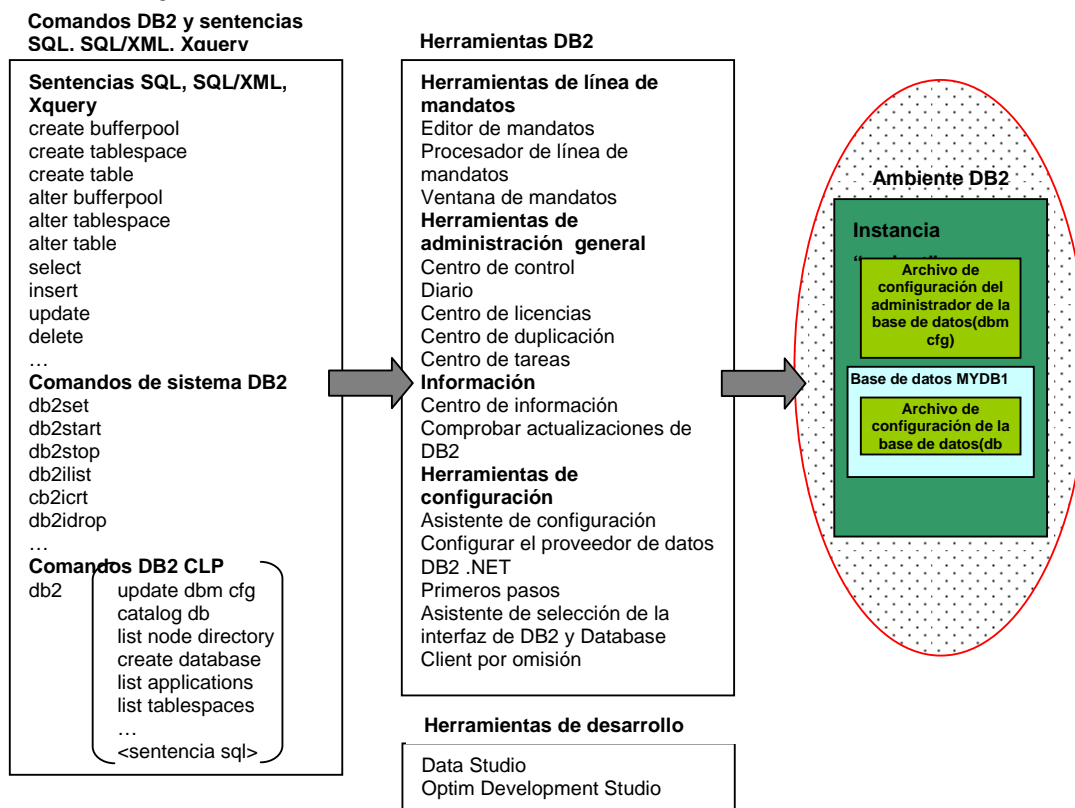 Comandos DB2 y sentencias
SQL, SQL/XML, Xquery
Sentencias SQL, SQL/XML,
Xquery
create bufferpool
create tablespace
create table
alter bufferpool
alter tablespace
alter table
select
insert
update
delete
…
Comandos de sistema DB2
db2set
db2start
db2stop
db2ilist
cb2icrt
db2idrop
…
Comandos DB2 CLP
db2
update dbm cfg
catalog db
list node directory
create database
list applications
list tablespaces
…
<sentencia sql>
Herramientas DB2
Herramientas de línea de
mandatos
Editor de mandatos
Procesador de línea de
mandatos
Ventana de mandatos
Herramientas de
administración general
Centro de control
Diario
Centro de licencias
Centro de duplicación
Centro de tareas
Información
Centro de información
Comprobar actualizaciones de
DB2
Herramientas de
configuración
Asistente de configuración
Configurar el proveedor de datos
DB2 .NET
Primeros pasos
Asistente de selección de la
interfaz de DB2 y Database
Client por omisión
Herramientas de desarrollo
Data Studio
Optim Development Studio
Ambiente DB2
Instancia
Archivo de
configuración del
administrador de la
base de datos(dbm
cfg)
Base de datos MYDB1
Archivo de
configuración de la
base de datos(db